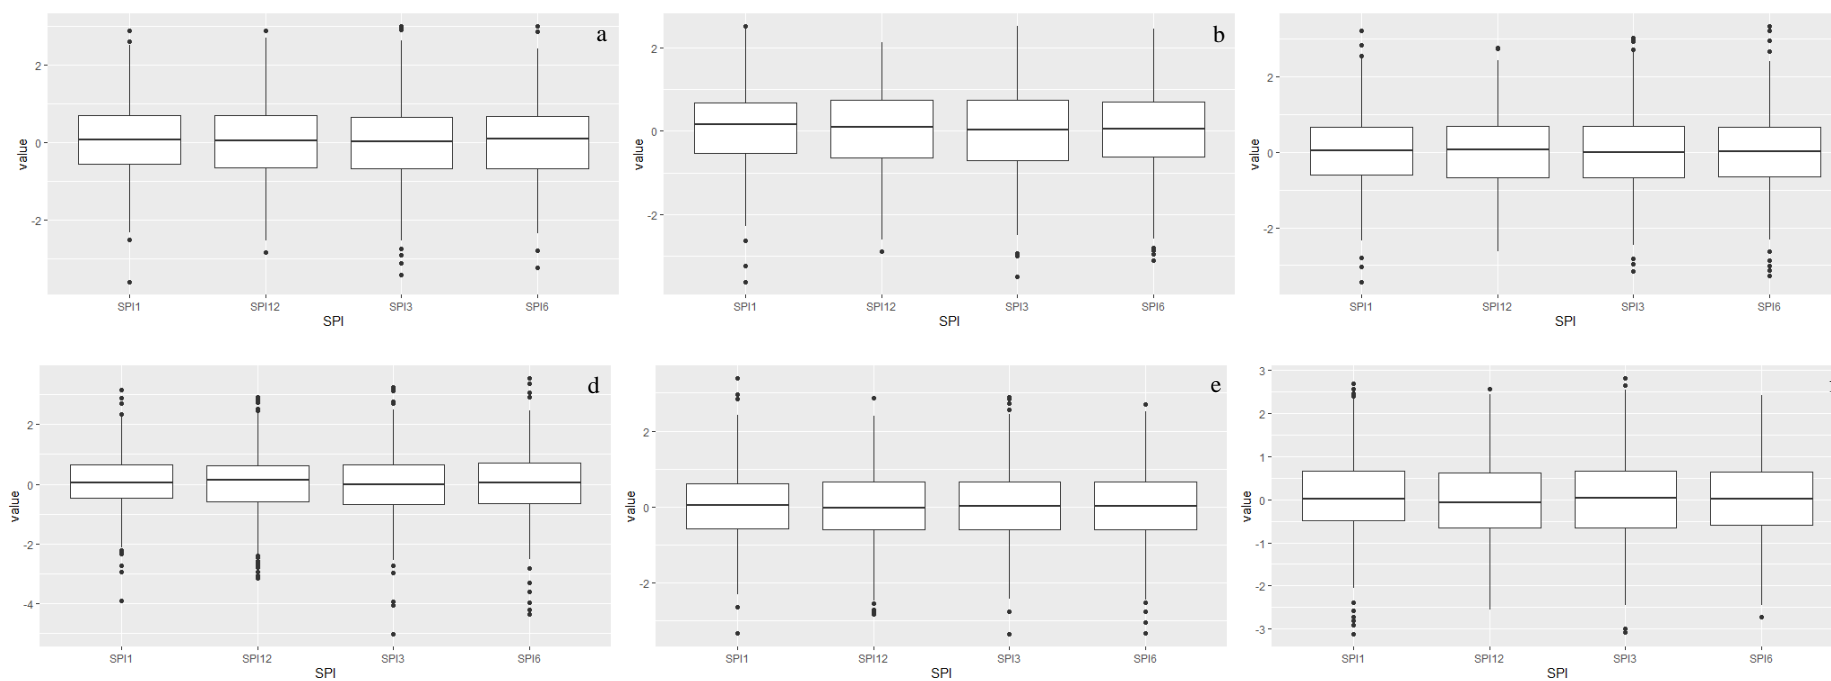 a
2
0
-2
value
SPI1 SPI12 SPI3 SPI6
SPI
b
2
0
-2
value
SPI1 SPI12 SPI3 SPI6
SPI
2
0
-2
value
SPI1 SPI12 SPI3 SPI6
SPI
d
2
0
-2
-4
value
SPI1 SPI12 SPI3 SPI6
SPI
e
2
0
-2
value
SPI1 SPI12 SPI3 SPI6
SPI
3
2
1
0
-1
-2
-3
value
SPI1 SPI12 SPI3 SPI6
SPI